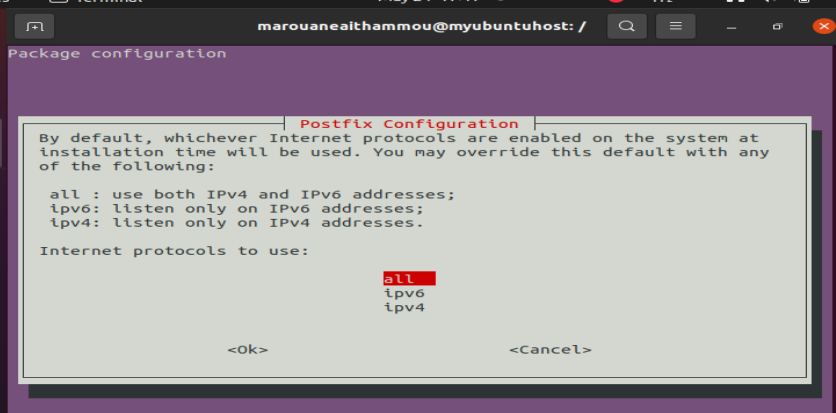 Terminal
marouaneaithammou@myubuntuhost: /
Package configuration
Postfix Configuration
By default, whichever Internet protocols are enabled on the system at
installation time will be used. You may override this default with any
of the following:
all : use both IPv4 and IPv6 addresses;
ipv6: listen only on IPv6 addresses;
ipv4: listen only on IPv4 addresses.
Internet protocols to use:
all
ipv6
ipv4
<Ok> <Cancel>